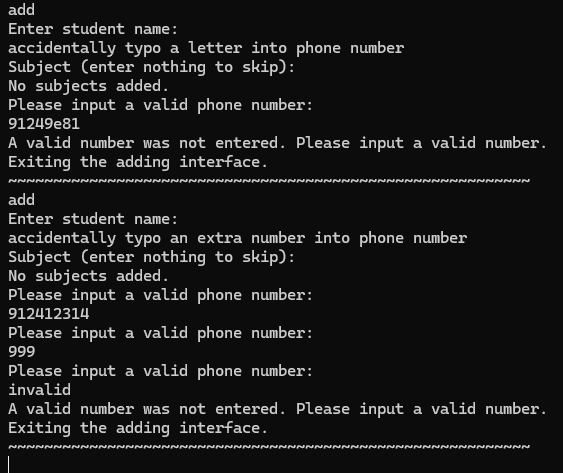 add
Enter student name:
accidentally typo a letter into phone number
Subject (enter nothing to skip):
No subjects added.
Please input a valid phone number:
91249e81
A valid number was not entered. Please input a valid number.
Exiting the adding interface.
~~~~~~~~~~~~~~~~~~~~~~~~~~~~~~~~~~~~~~~~~~~~~~~~~~~~~~~~~~
add
Enter student name:
accidentally typo an extra number into phone number
Subject (enter nothing to skip):
No subjects added.
Please input a valid phone number:
912412314
Please input a valid phone number:
999
Please input a valid phone number:
invalid
A valid number was not entered. Please input a valid number.
Exiting the adding interface.
~~~~~~~~~~~~~~~~~~~~~~~~~~~~~~~~~~~~~~~~~~~~~~~~~~~~~~~~~~